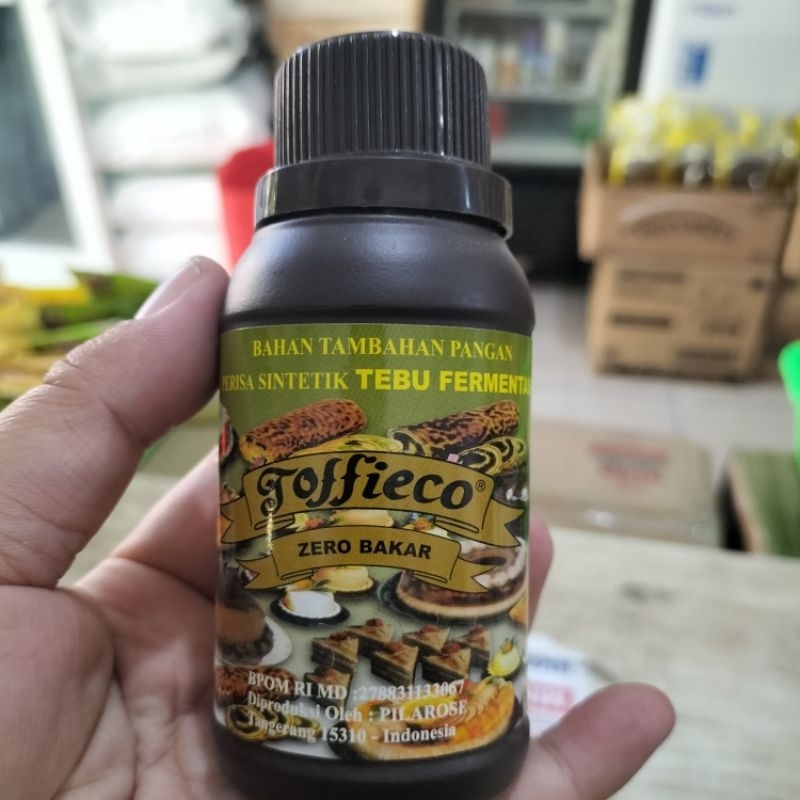 BAHAN TAMBAHAN PANGAN
PERISA SINTETIK TEBU FERMENTASI
Toffieco®
ZERO BAKAR
BPOM RI MD :278831133067
Diproduksi Oleh : PILAROSE
Tangerang 15310 - Indonesia